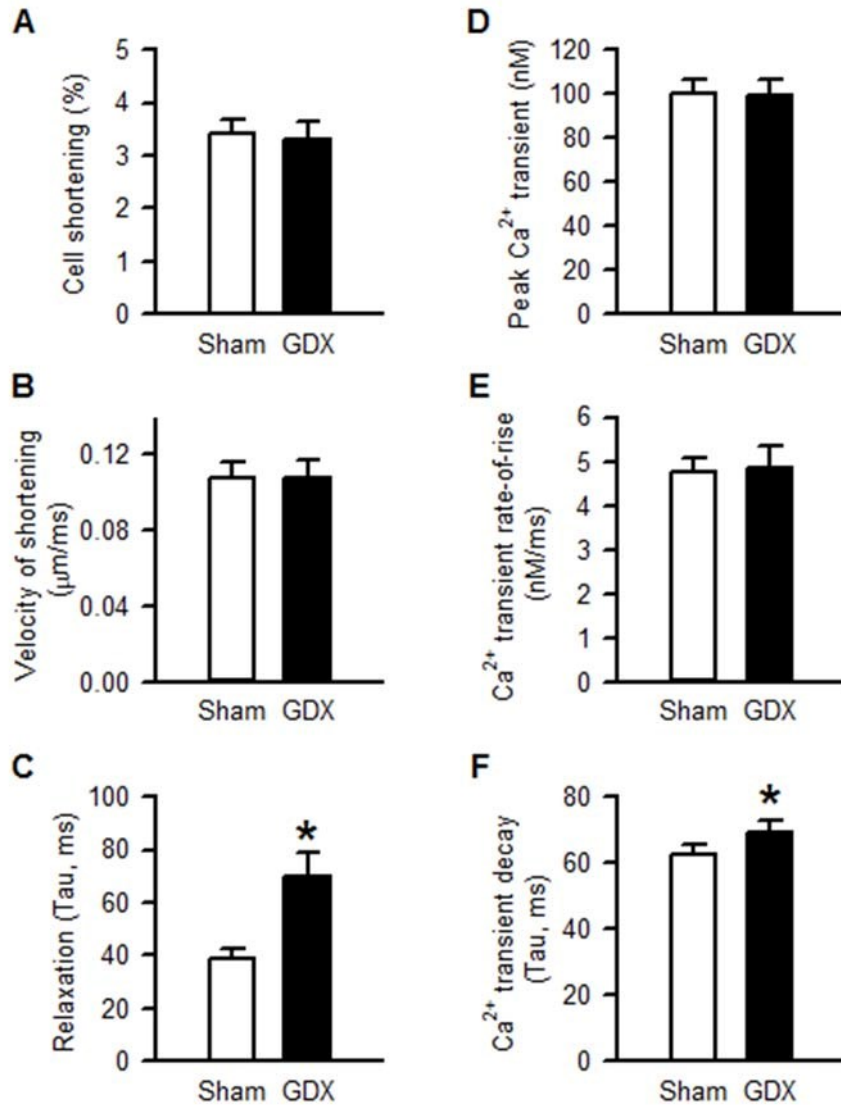 A
Cell shortening (%)
5
4
3
2
1
0
Sham GDX
D
Peak Ca²⁺ transient (nM)
120
100
80
60
40
20
0
Sham GDX
B
Velocity of shortening
(μm/ms)
0.12
0.08
0.04
0.00
Sham GDX
E
Ca²⁺ transient rate-of-rise
(nM/ms)
6
5
4
3
2
1
0
Sham GDX
C
Relaxation (Tau, ms)
100
80
60
40
20
0
*
Sham GDX
F
Ca²⁺ transient decay
(Tau, ms)
80
60
40
20
0
*
Sham GDX